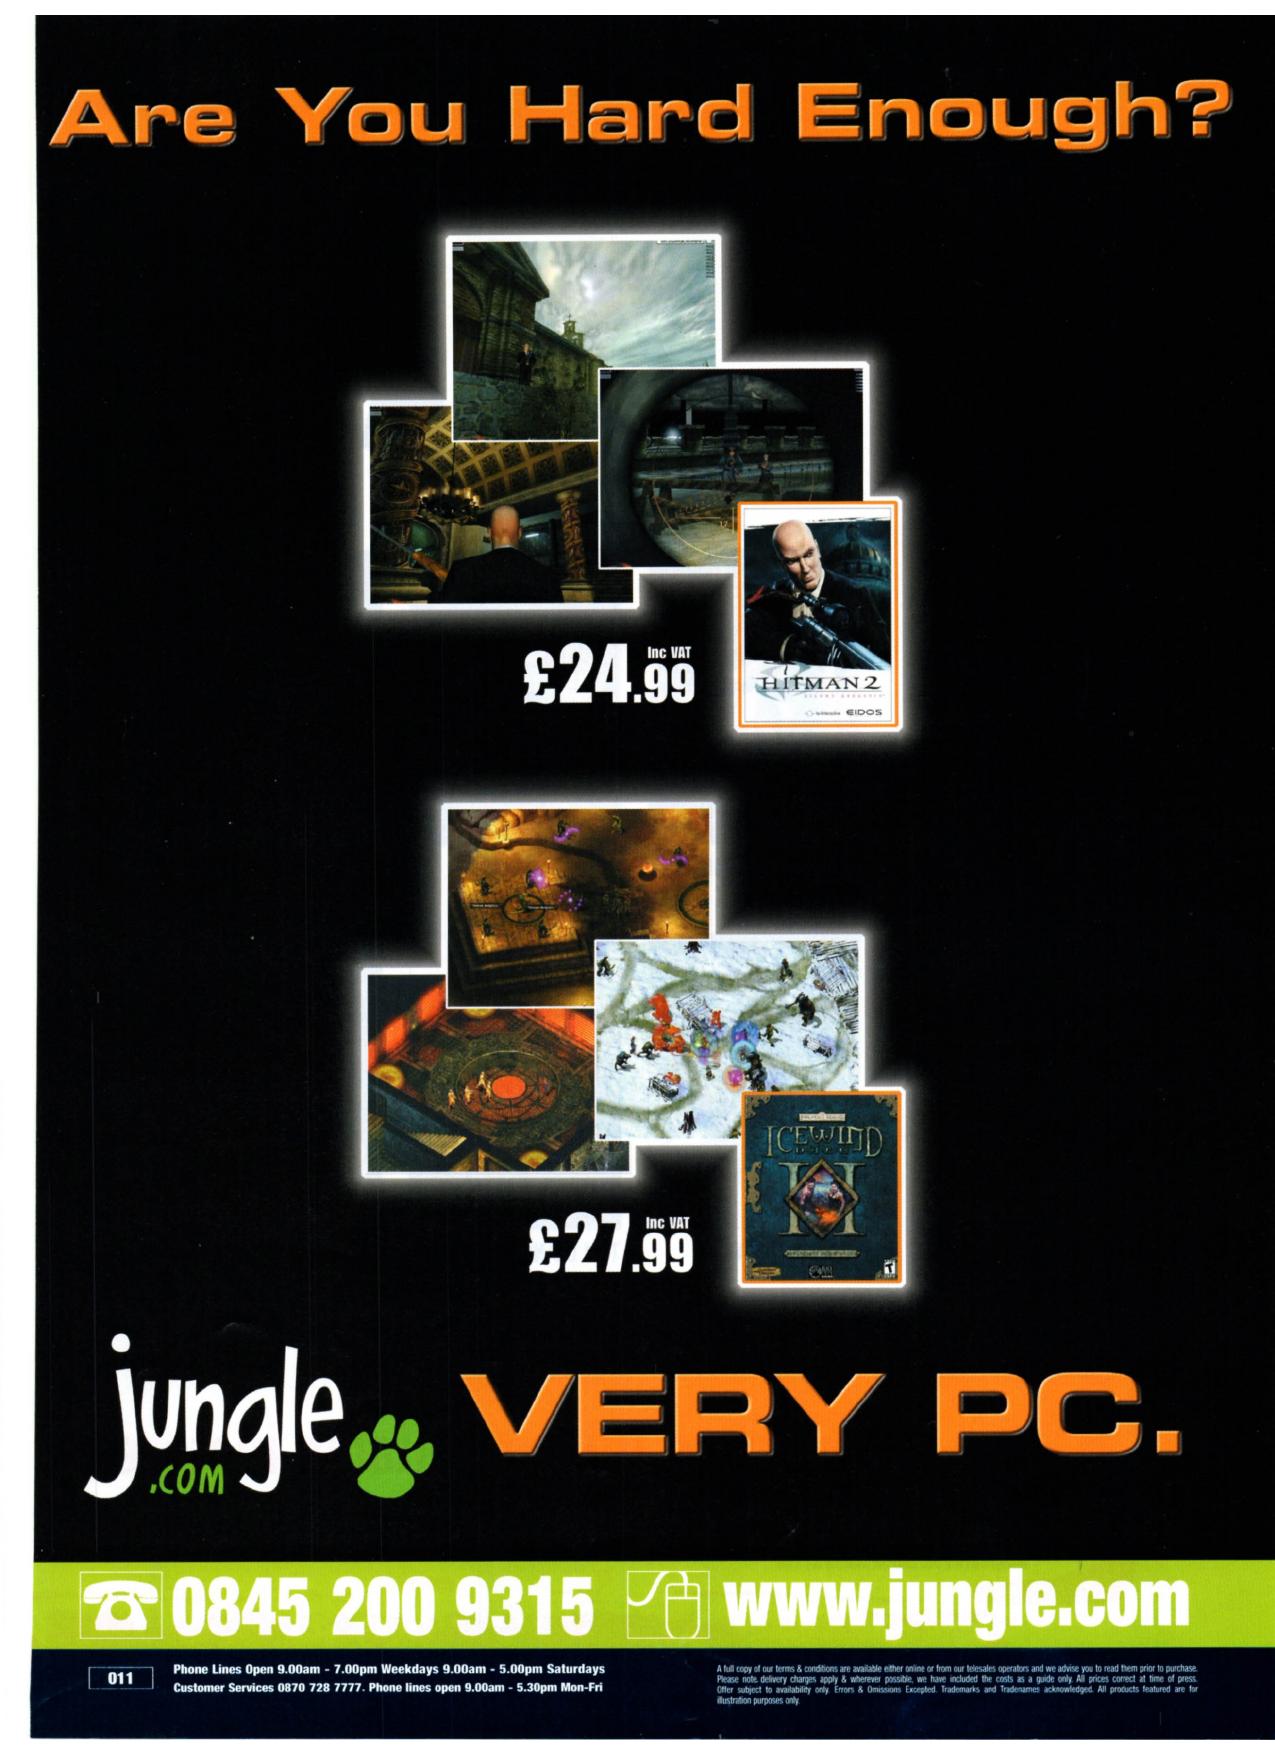 Are You Hard Enough?
£24.99
Inc VAT
HITMAN 2
SILENT ASSASSIN
Io-Interactive EIDOS
ICEWIND
DALE
II
£27.99
Inc VAT
jungle
.COM
VERY PC.
0845 200 9315
www.jungle.com
011
Phone Lines Open 9.00am - 7.00pm Weekdays 9.00am - 5.00pm Saturdays
Customer Services 0870 728 7777. Phone lines open 9.00am - 5.30pm Mon-Fri
A full copy of our terms & conditions are available either online or from our telesales operators and we advise you to read them prior to purchase.
Please note delivery charges apply & wherever possible, we have included the costs as a guide only. All prices correct at time of press.
Offer subject to availability only. Errors & Omissions Excepted. Trademarks and Tradenames acknowledged. All products featured are for
illustration purposes only.